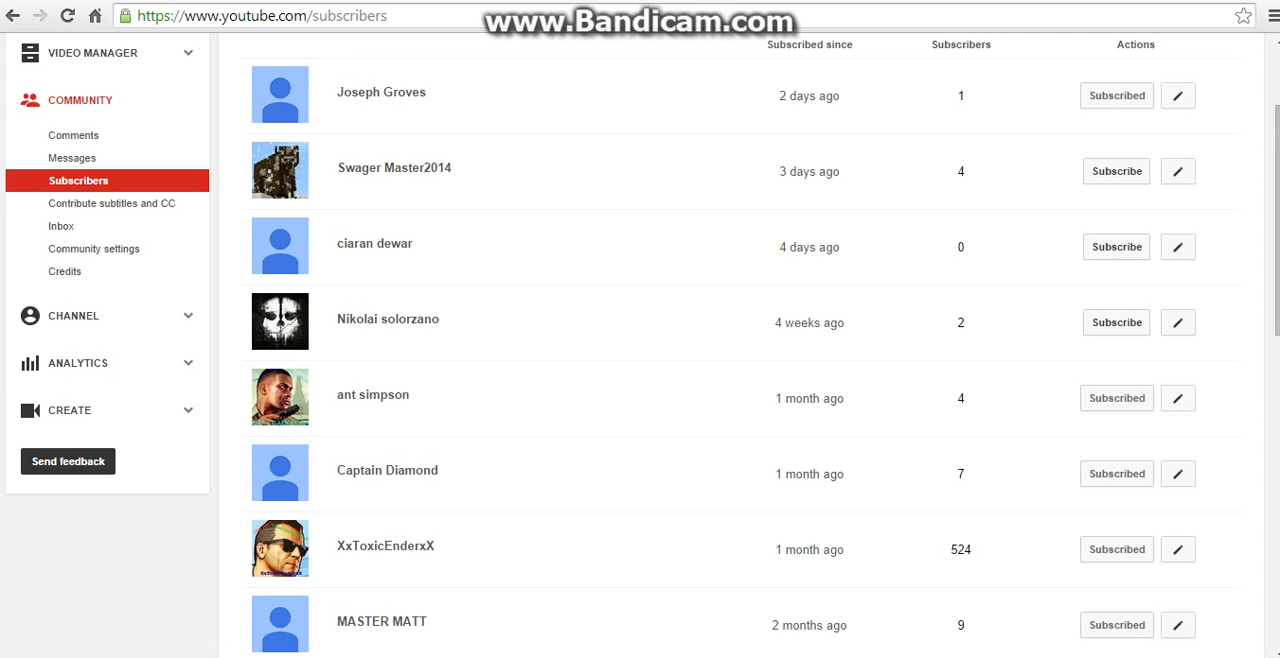 https://www.youtube.com/subscribers
www.Bandicam.com
VIDEO MANAGER
COMMUNITY
Comments
Messages
Subscribers
Contribute subtitles and CC
Inbox
Community settings
Credits
CHANNEL
ANALYTICS
CREATE
Send feedback
Subscribed since Subscribers Actions
Joseph Groves 2 days ago 1 Subscribed
Swager Master2014 3 days ago 4 Subscribe
ciaran dewar 4 days ago 0 Subscribe
Nikolai solorzano 4 weeks ago 2 Subscribe
ant simpson 1 month ago 4 Subscribed
Captain Diamond 1 month ago 7 Subscribed
XxToxicEnderxX 1 month ago 524 Subscribed
MASTER MATT 2 months ago 9 Subscribed